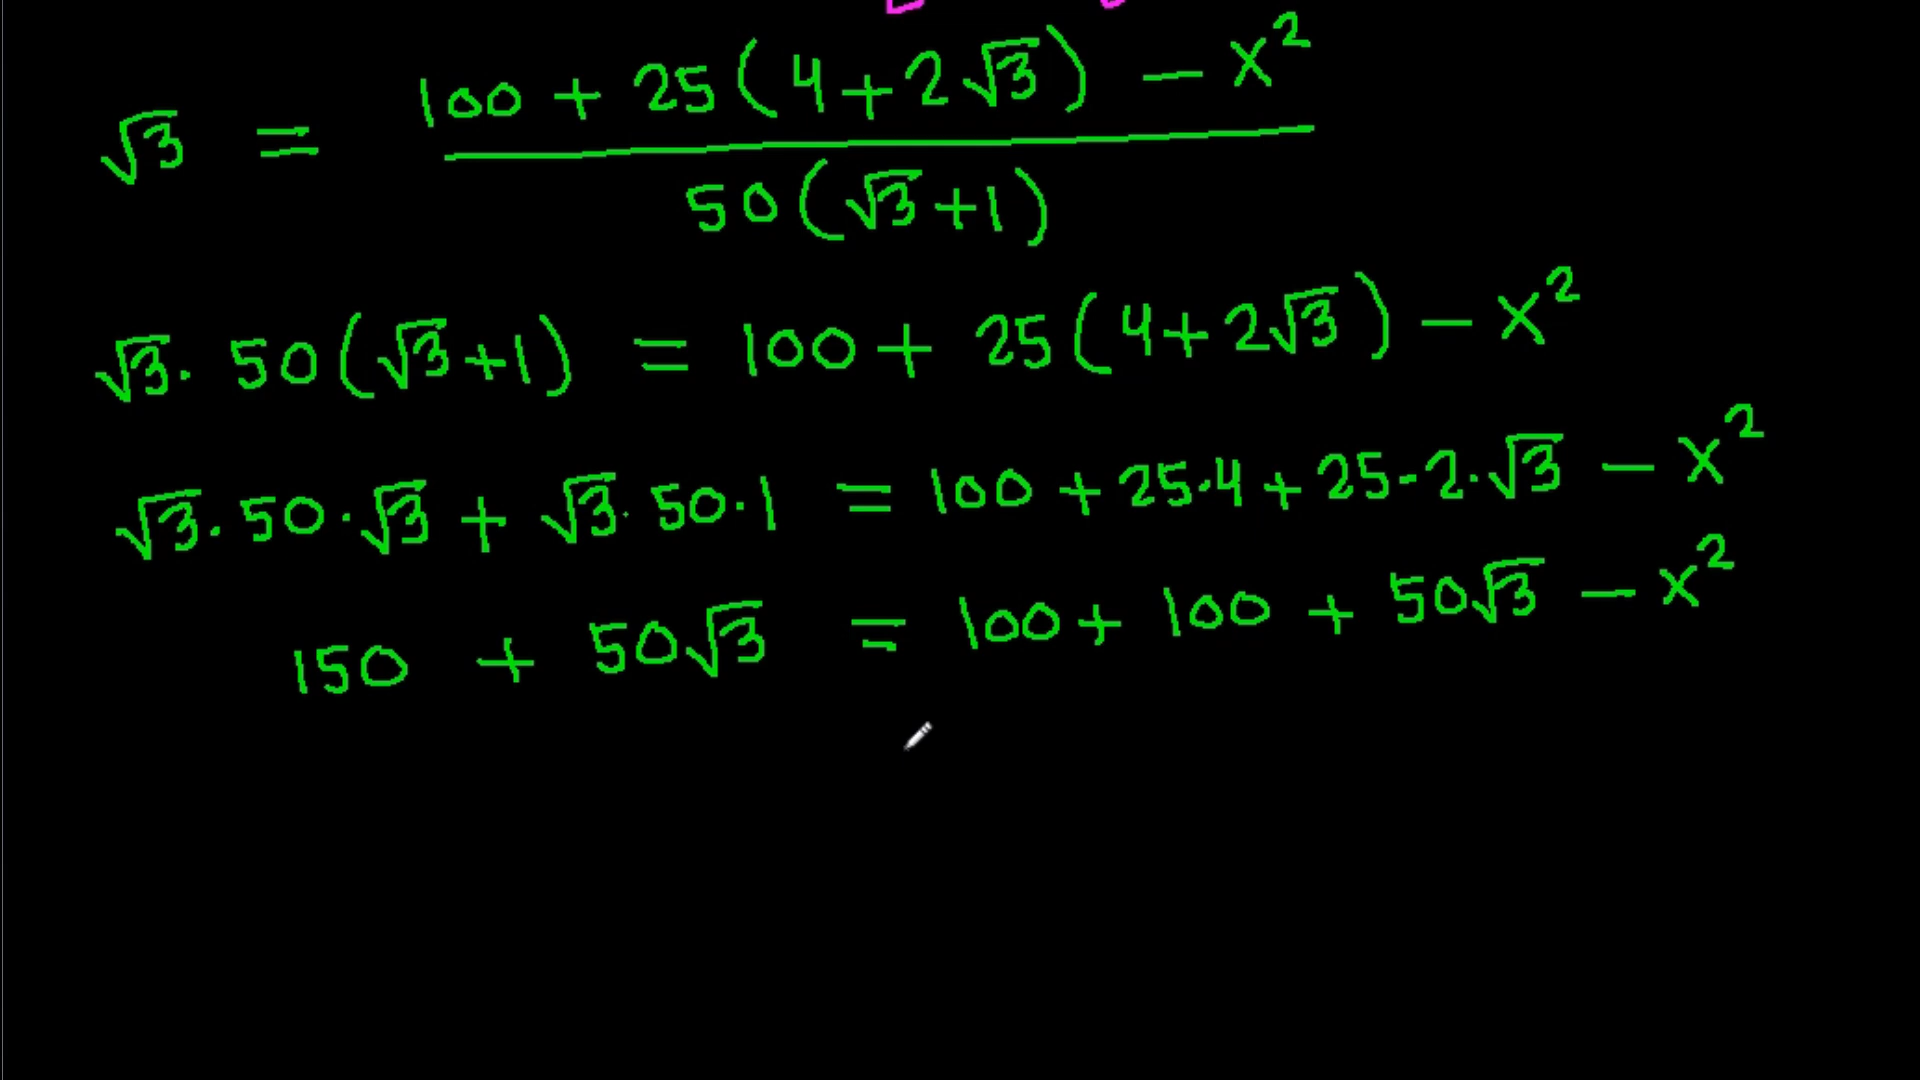 √3 = (100 + 25(4+2√3) − x²) / (50(√3+1))
√3· 50(√3+1) = 100 + 25(4+2√3) − x²
√3·50·√3 + √3·50·1 = 100 + 25·4 + 25·2·√3 − x²
150 + 50√3 = 100 + 100 + 50√3 − x²